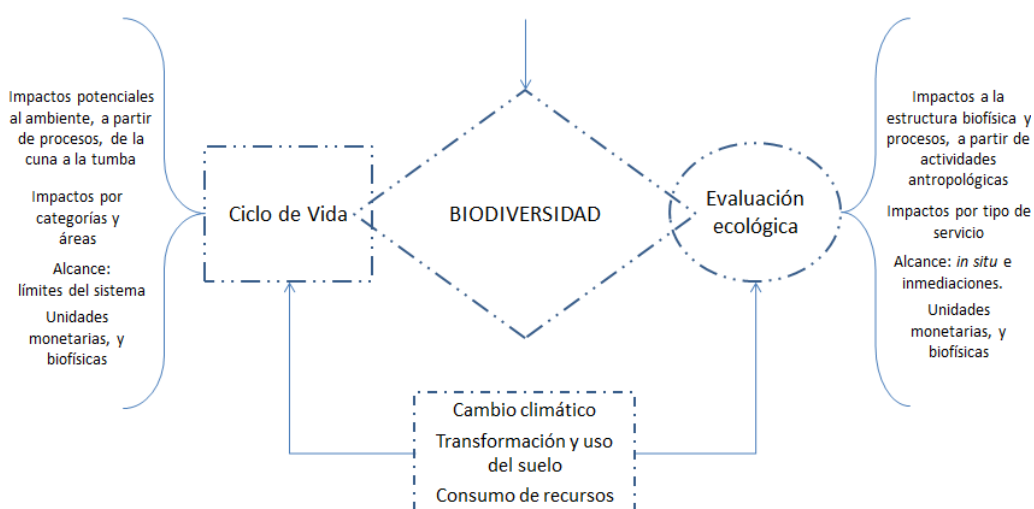 Impactos potenciales
al ambiente, a partir
de procesos, de la
cuna a la tumba
Impactos por
categorías y
áreas
Alcance:
límites del sistema
Unidades
monetarias, y
biofísicas
Ciclo de Vida
BIODIVERSIDAD
Evaluación
ecológica
Impactos a la
estructura biofísica y
procesos, a partir de
actividades
antropológicas
Impactos por tipo de
servicio
Alcance: in situ e
inmediaciones.
Unidades
monetarias, y
biofísicas
Cambio climático
Transformación y uso
del suelo
Consumo de recursos